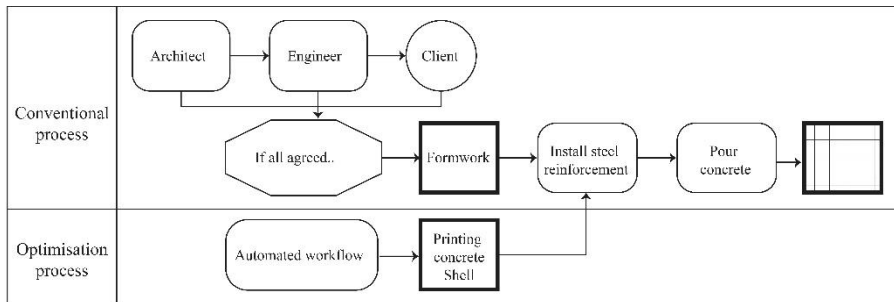 Conventional
process
Architect
Engineer
Client
If all agreed..
Formwork
Install steel
reinforcement
Pour
concrete
Optimisation
process
Automated workflow
Printing
concrete
Shell